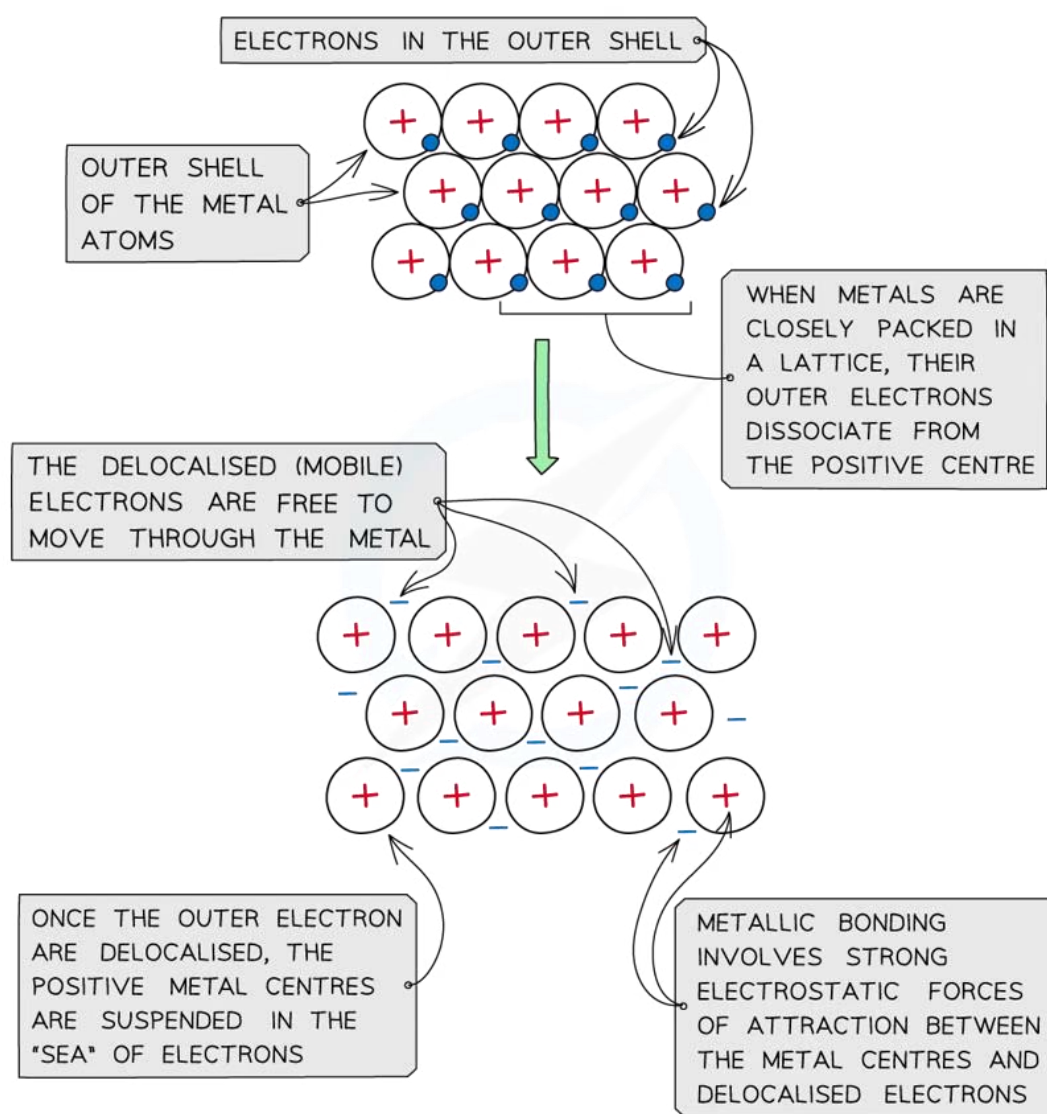 ELECTRONS IN THE OUTER SHELL
OUTER SHELL
OF THE METAL
ATOMS
WHEN METALS ARE
CLOSELY PACKED IN
A LATTICE, THEIR
OUTER ELECTRONS
DISSOCIATE FROM
THE POSITIVE CENTRE
THE DELOCALISED (MOBILE)
ELECTRONS ARE FREE TO
MOVE THROUGH THE METAL
ONCE THE OUTER ELECTRON
ARE DELOCALISED, THE
POSITIVE METAL CENTRES
ARE SUSPENDED IN THE
"SEA" OF ELECTRONS
METALLIC BONDING
INVOLVES STRONG
ELECTROSTATIC FORCES
OF ATTRACTION BETWEEN
THE METAL CENTRES AND
DELOCALISED ELECTRONS